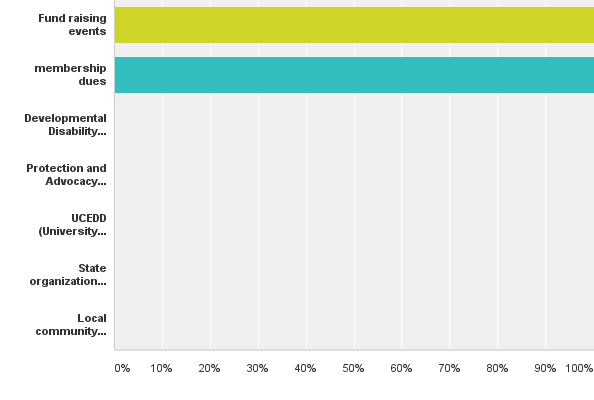 Fund raising
events
membership
dues
Developmental
Disability...
Protection and
Advocacy...
UCEDD
(University...
State
organization...
Local
community...
0% 10% 20% 30% 40% 50% 60% 70% 80% 90% 100%